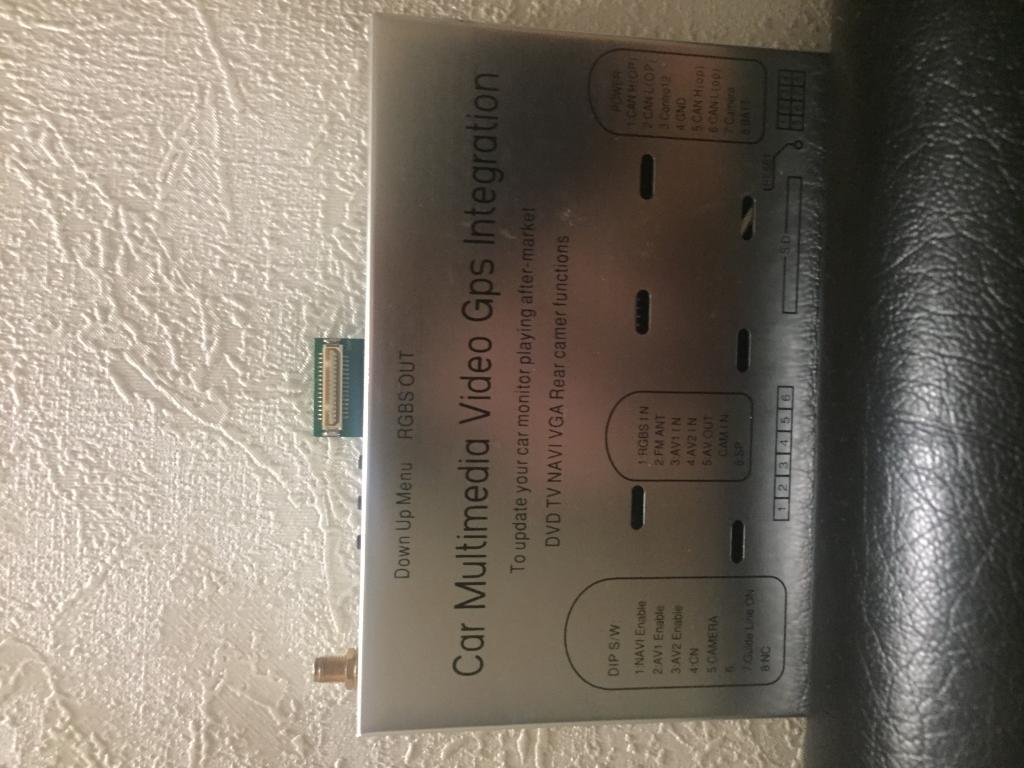 Down Up Menu RGBS OUT
Car Multimedia Video Gps Integration
To update your car monitor playing after-market
DVD TV NAVI VGA Rear camer functions
DIP S/W
1:NAV1 Enable
2:AV1 Enable
3:AV2 Enable
4:CN
5:CAMERA
6:
7:Guide Line ON
8:NC
1:RGBS IN
2:FM ANT
3:AV1 IN
4:AV2 IN
5:AV OUT
CAM IN
6:SP
1 2 3 4 5 6
POWER
1:CAN H(OP)
2:CAN L(OP)
3:Control12
4:GND
5:CAN H(op)
6:CAN L(op)
7:Camera
8:BATT